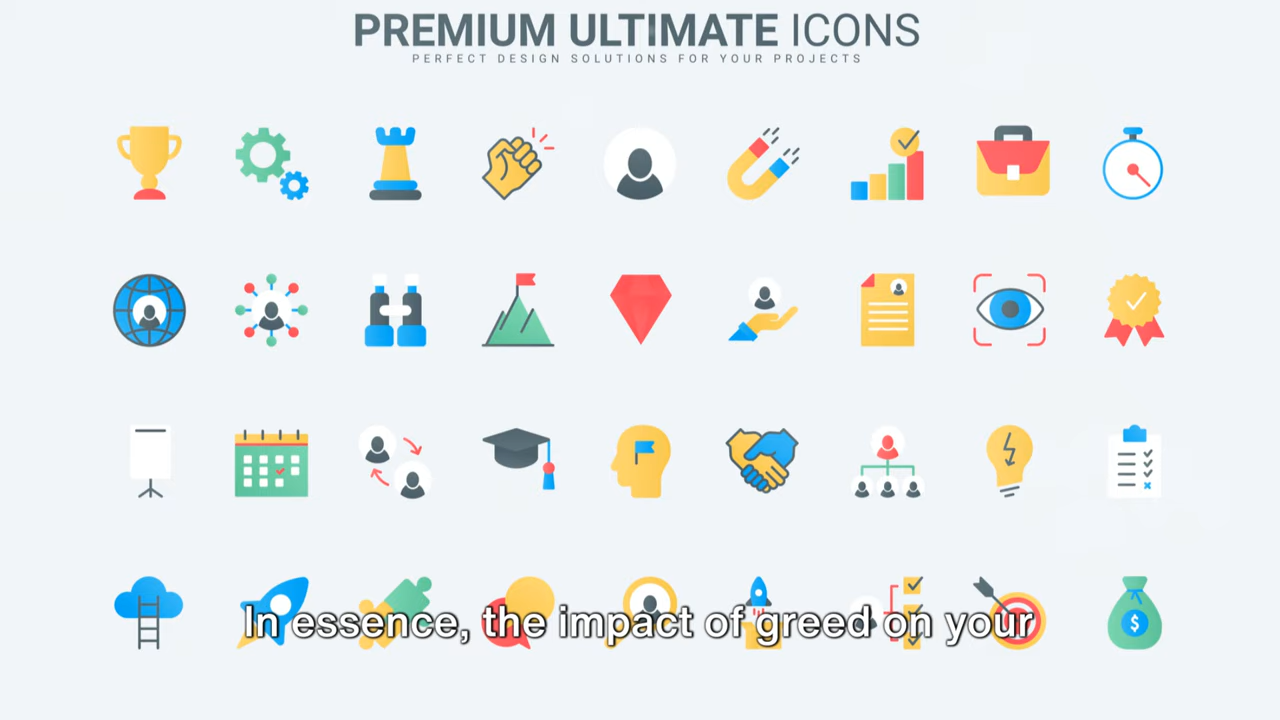 PREMIUM ULTIMATE ICONS
PERFECT DESIGN SOLUTIONS FOR YOUR PROJECTS
$
In essence, the impact of greed on your